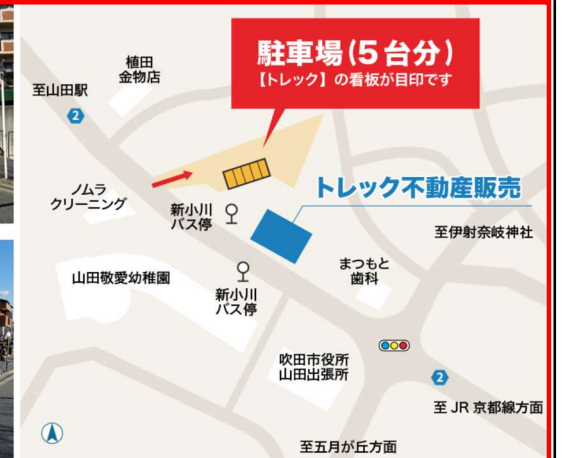 駐車場(5台分)
【トレック】の看板が目印です
植田
金物店
至山田駅
2
ノムラ
クリーニング
新小川
バス停
トレック不動産販売
至伊射奈岐神社
まつもと
歯科
山田敬愛幼稚園
新小川
バス停
吹田市役所
山田出張所
2
至JR京都線方面
至五月が丘方面